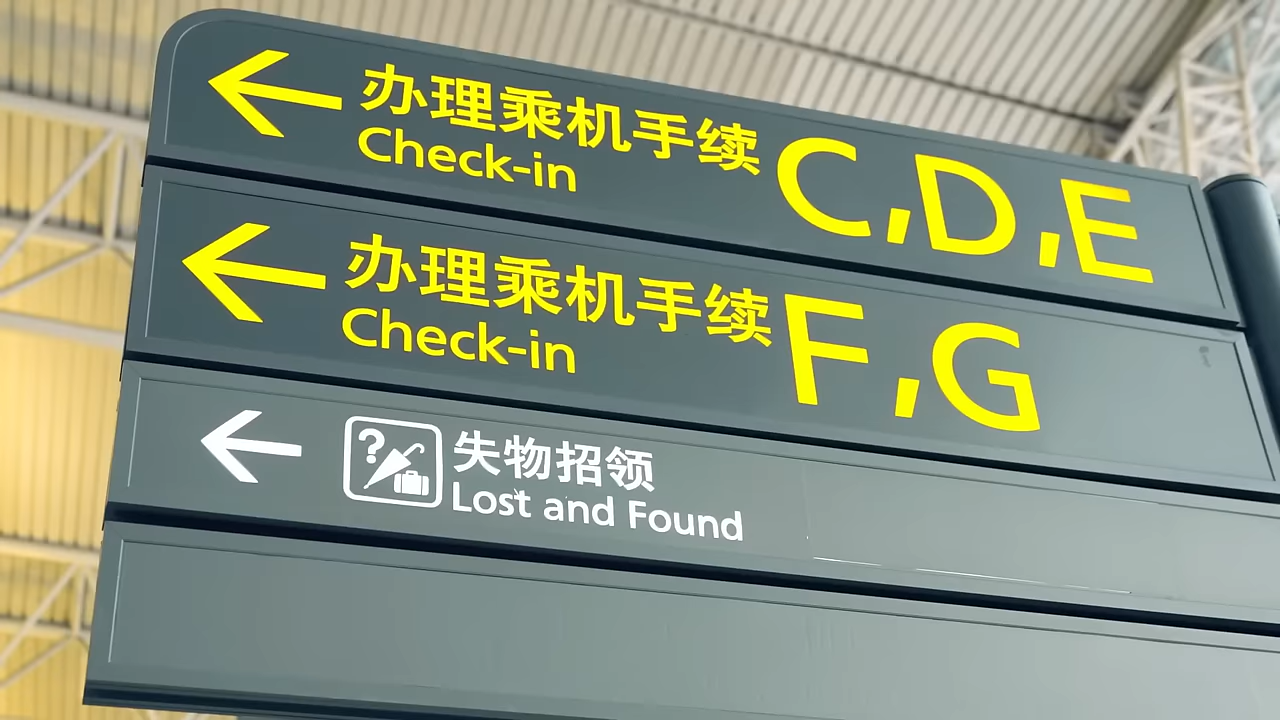 办理乘机手续 C,D,E
Check-in
办理乘机手续 F,G
Check-in
?
失物招领
Lost and Found